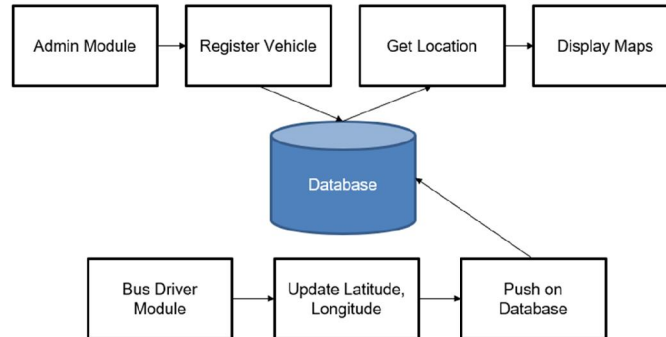 Admin Module
Register Vehicle
Get Location
Display Maps
Database
Bus Driver
Module
Update Latitude,
Longitude
Push on
Database